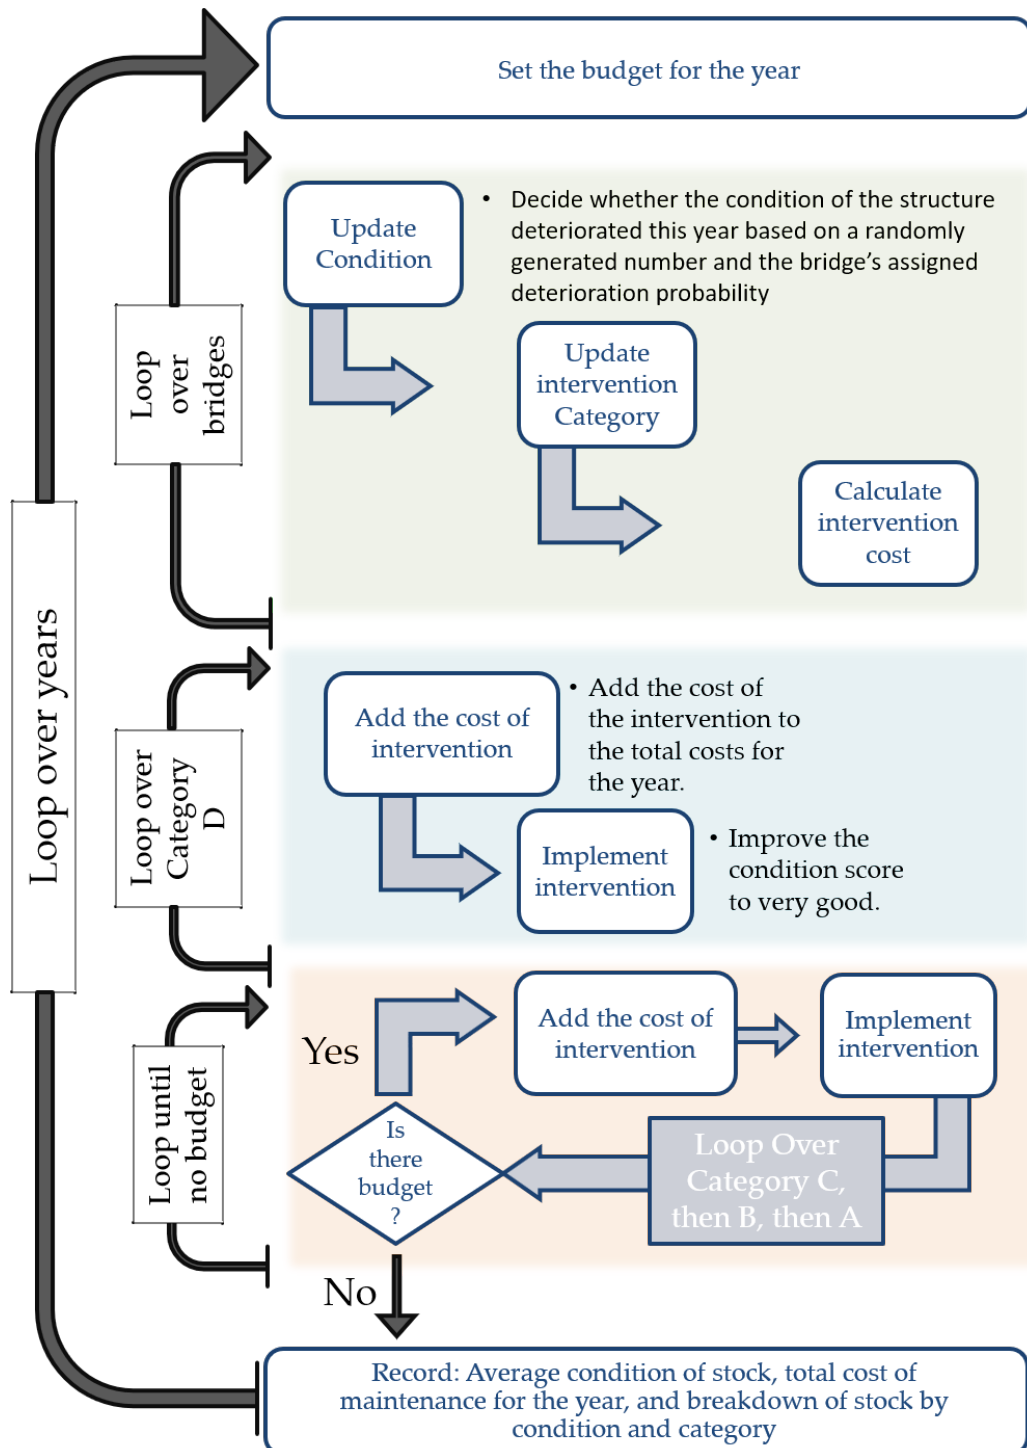 Set the budget for the year
Loop over years
Loop
over
bridges
Update
Condition
• Decide whether the condition of the structure
deteriorated this year based on a randomly
generated number and the bridge's assigned
deterioration probability
Update
intervention
Category
Calculate
intervention
cost
Loop over
Category
D
Add the cost of
intervention
• Add the cost of
the intervention to
the total costs for
the year.
Implement
intervention
• Improve the
condition score
to very good.
Loop until
no budget
Yes
Add the cost of
intervention
Implement
intervention
Is
there
budget
?
Loop Over
Category C,
then B, then A
No
Record: Average condition of stock, total cost of
maintenance for the year, and breakdown of stock by
condition and category